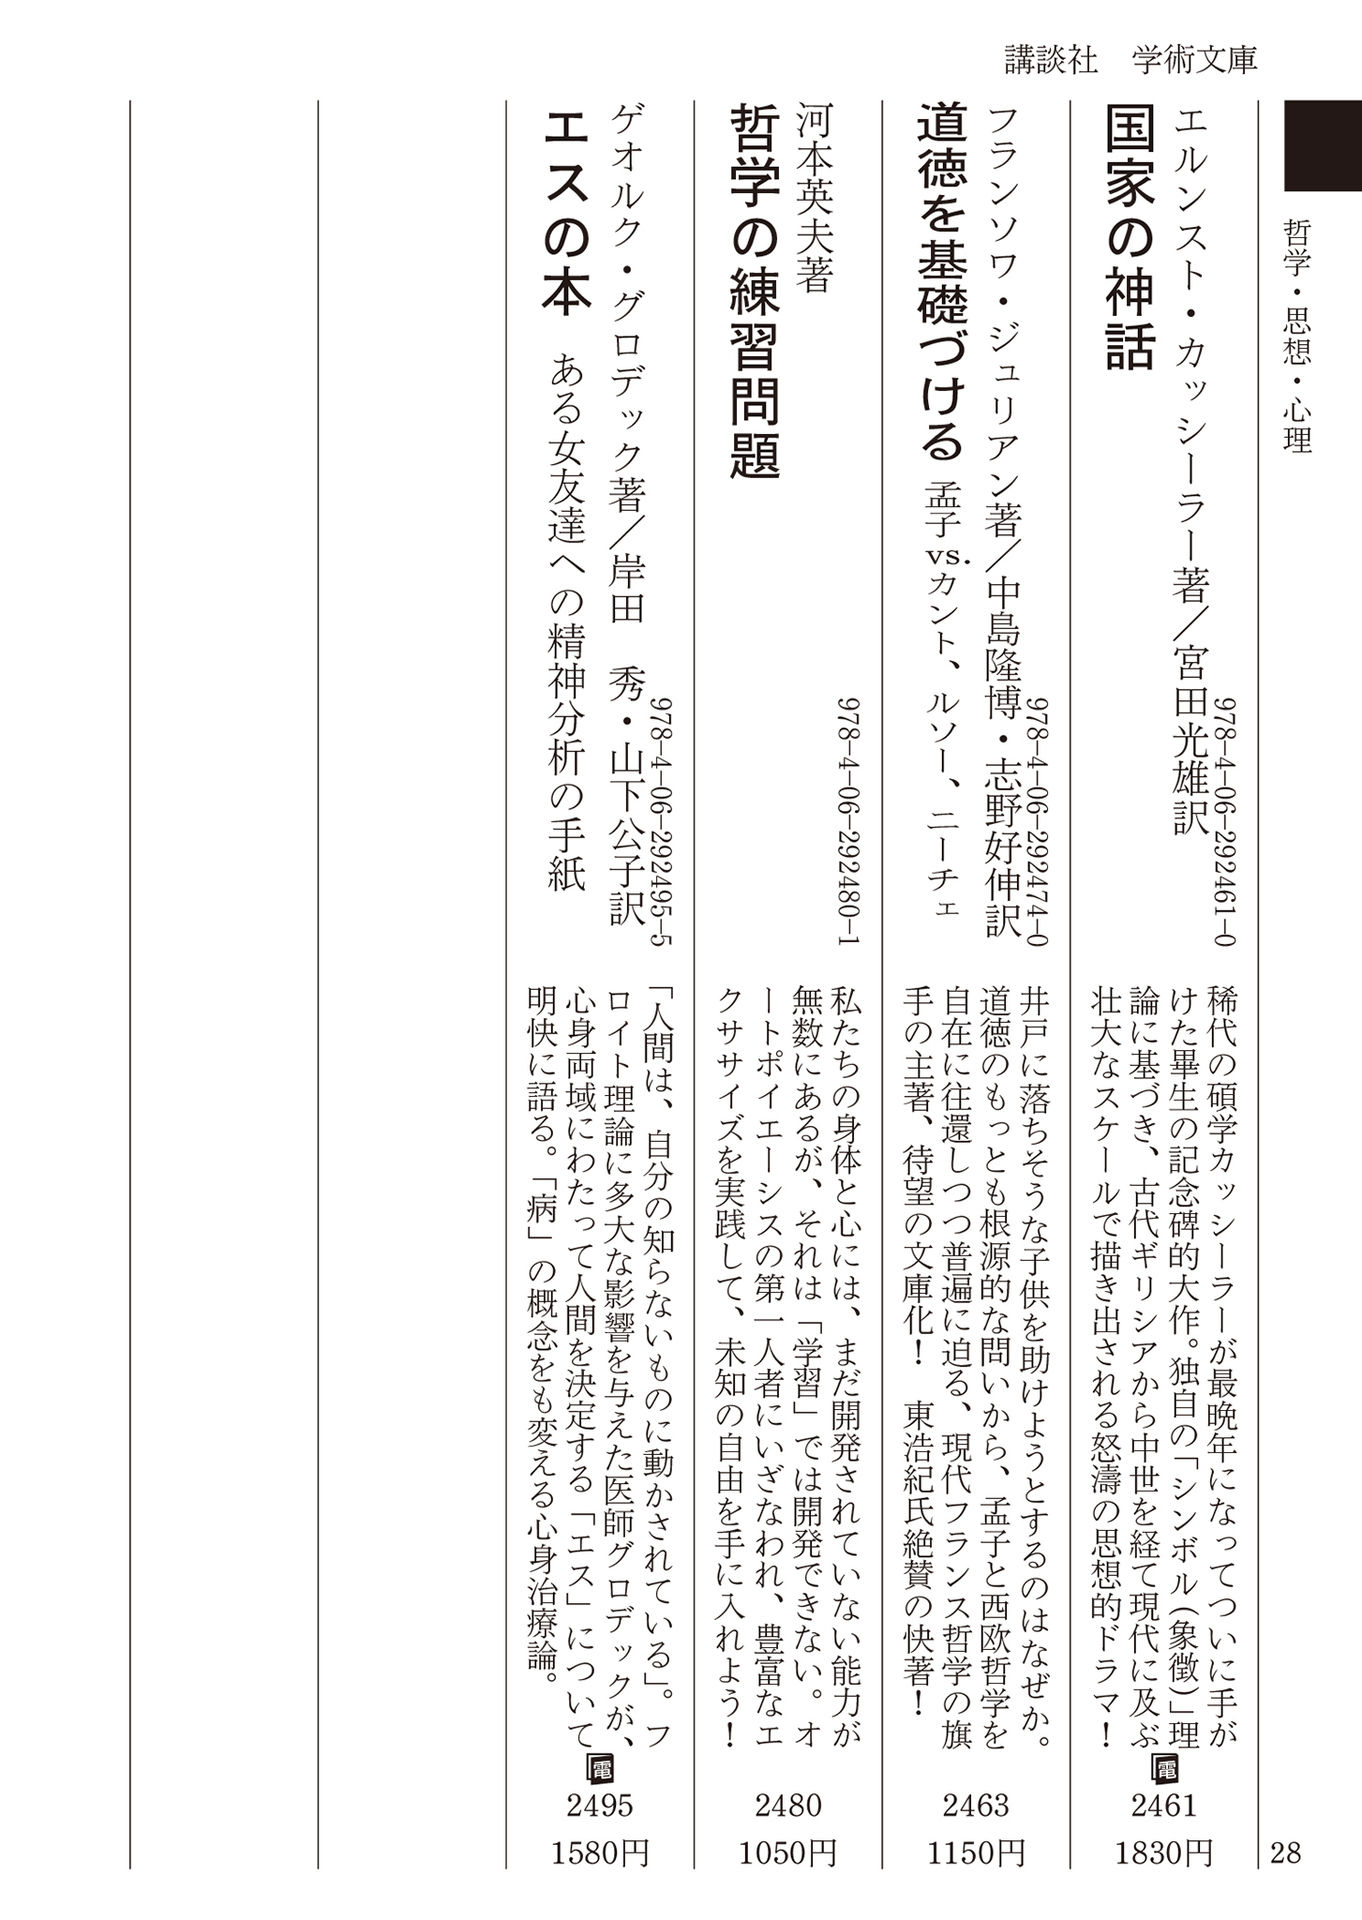 講談社　学術文庫
哲学・思想・心理
978-4-06-292461-0
エルンスト・カッシーラー著／宮田光雄訳
国家の神話
稀代の碩学カッシーラーが最晩年になってついに手が
けた畢生の記念碑的大作。独自の「シンボル(象徴)」理
論に基づき、古代ギリシアから中世を経て現代に及ぶ
壮大なスケールで描き出される怒濤の思想的ドラマ！
電
2461
1830円
978-4-06-292474-0
フランソワ・ジュリアン著／中島隆博・志野好伸訳
道徳を基礎づける　孟子vs.カント、ルソー、ニーチェ
井戸に落ちそうな子供を助けようとするのはなぜか。
道徳のもっとも根源的な問いから、孟子と西欧哲学を
自在に往還しつつ普遍に迫る、現代フランス哲学の旗
手の主著、待望の文庫化！　東浩紀氏絶賛の快著！
2463
1150円
978-4-06-292480-1
河本英夫著
哲学の練習問題
私たちの身体と心には、まだ開発されていない能力が
無数にあるが、それは「学習」では開発できない。オ
ートポイエーシスの第一人者にいざなわれ、豊富なエ
クササイズを実践して、未知の自由を手に入れよう！
2480
1050円
978-4-06-292495-5
ゲオルク・グロデック著／岸田　秀・山下公子訳
エスの本　ある女友達への精神分析の手紙
「人間は、自分の知らないものに動かされている」。フ
ロイト理論に多大な影響を与えた医師グロデックが、
心身両域にわたって人間を決定する「エス」について
明快に語る。「病」の概念をも変える心身治療論。
電
2495
1580円
28